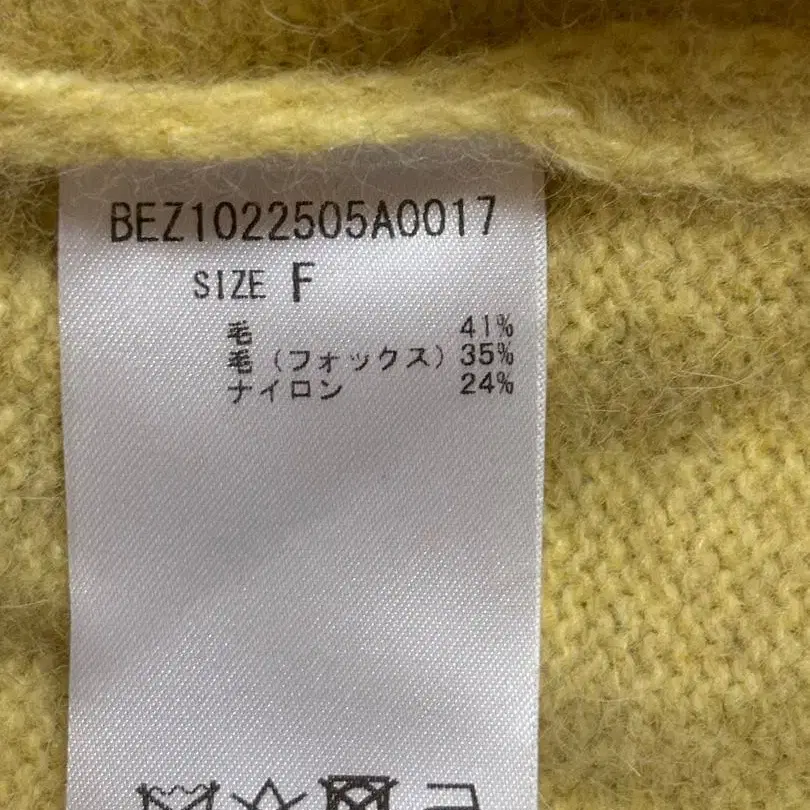 BEZ1022505A0017
SIZE F
毛 41%
毛(フォックス) 35%
ナイロン 24%